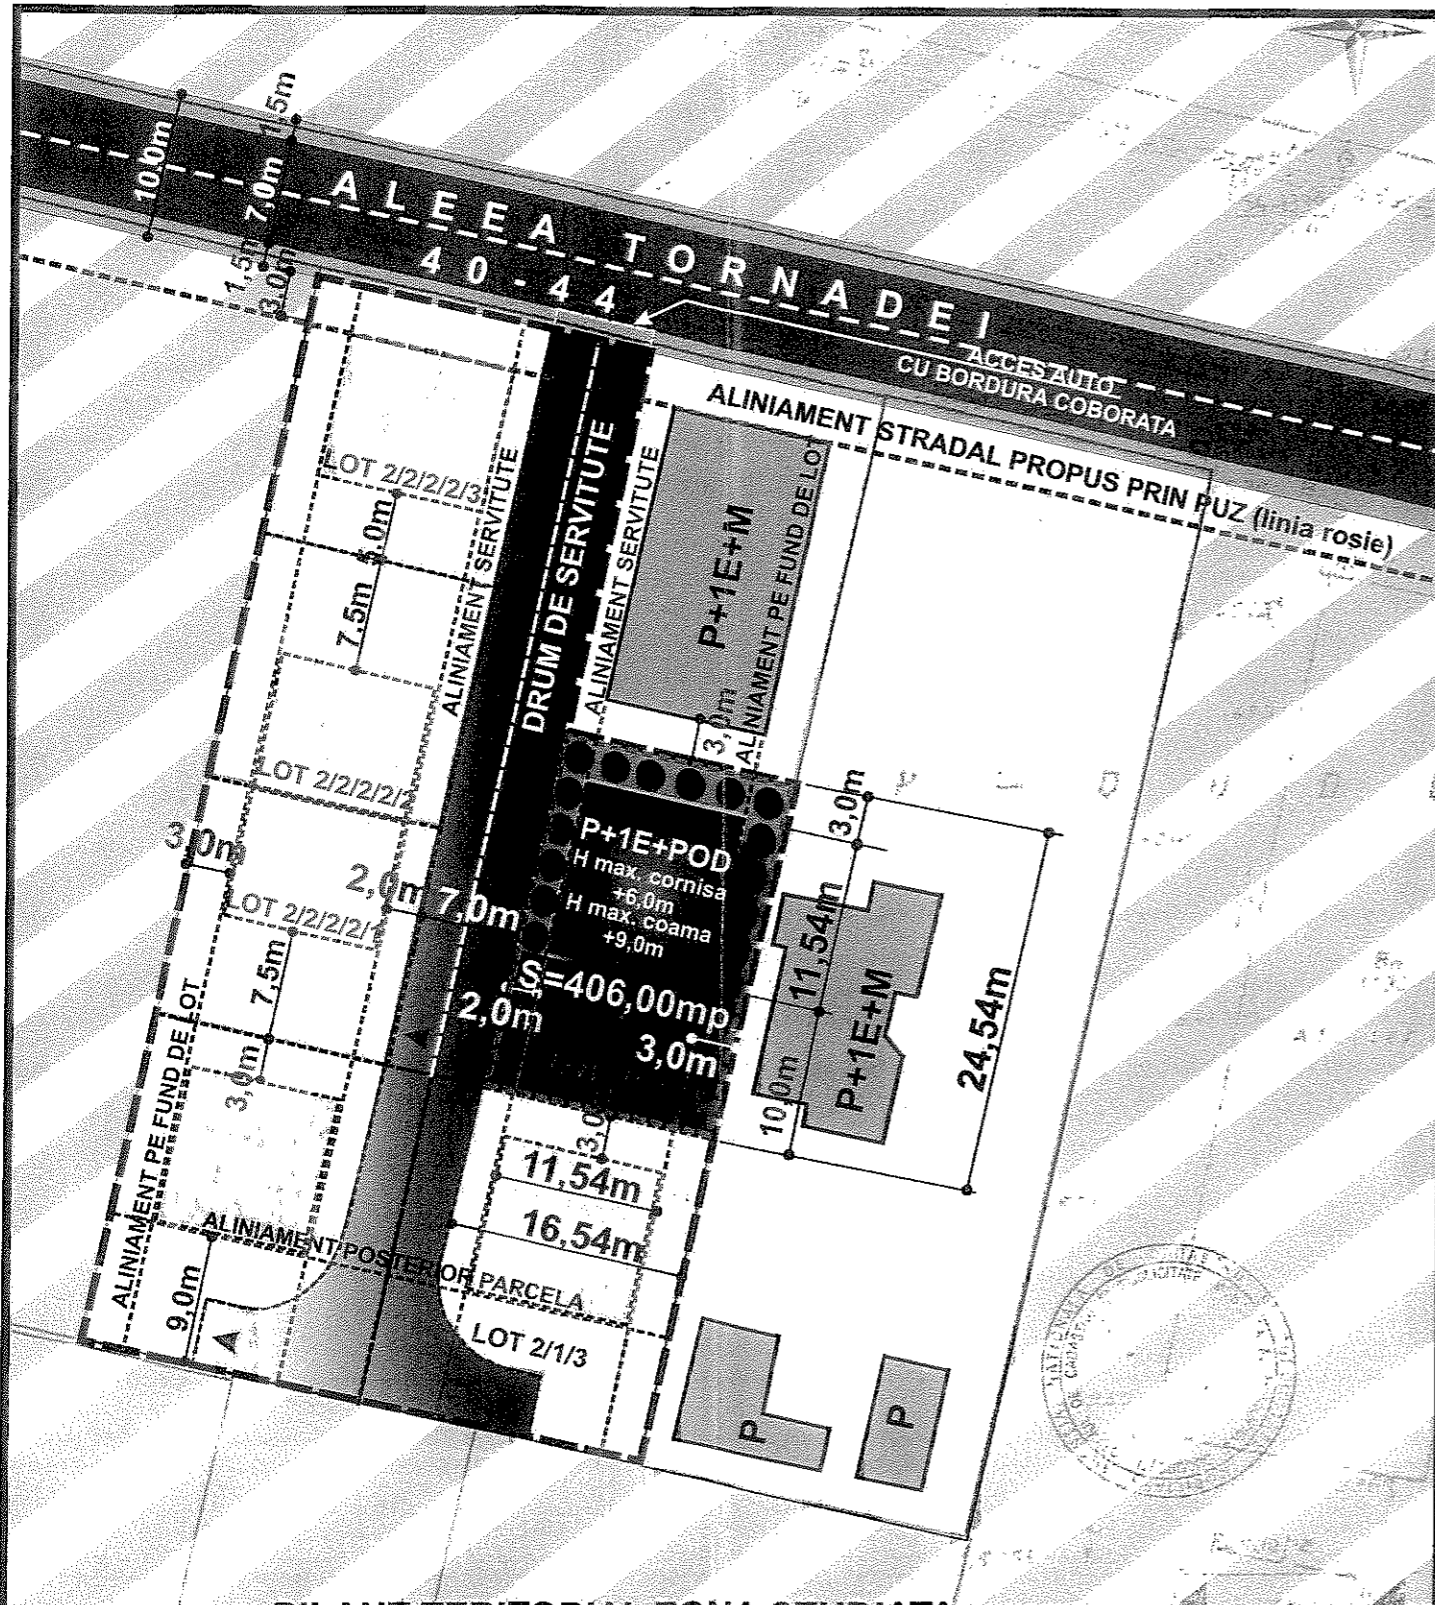 10,0m
1,5m
7,0m
1,5m
3,0m
ALEEA TORNADEI
40-44
ACCES AUTO
CU BORDURA COBORATA
ALINIAMENT STRADAL PROPUS PRIN PUZ (linia rosie)
LOT 2/2/2/2/3
5,0m
7,5m
ALINIAMENT SERVITUTE
DRUM DE SERVITUTE
ALINIAMENT SERVITUTE
P+1E+M
ALINIAMENT PE FUND DE LOT
3,0m
LOT 2/2/2/2/2
3,0m
2,0m
7,0m
P+1E+POD
H max. cornisa
+6,0m
H max. coama
+9,0m
S=406,00mp
2,0m
3,0m
3,0m
11,54m
10,0m
P+1E+M
24,54m
LOT 2/2/2/2/1
7,5m
3,0m
ALINIAMENT PE FUND DE LOT
3,0
11,54m
16,54m
ALINIAMENT POSTERIOR PARCELA
9,0m
LOT 2/1/3
P
P